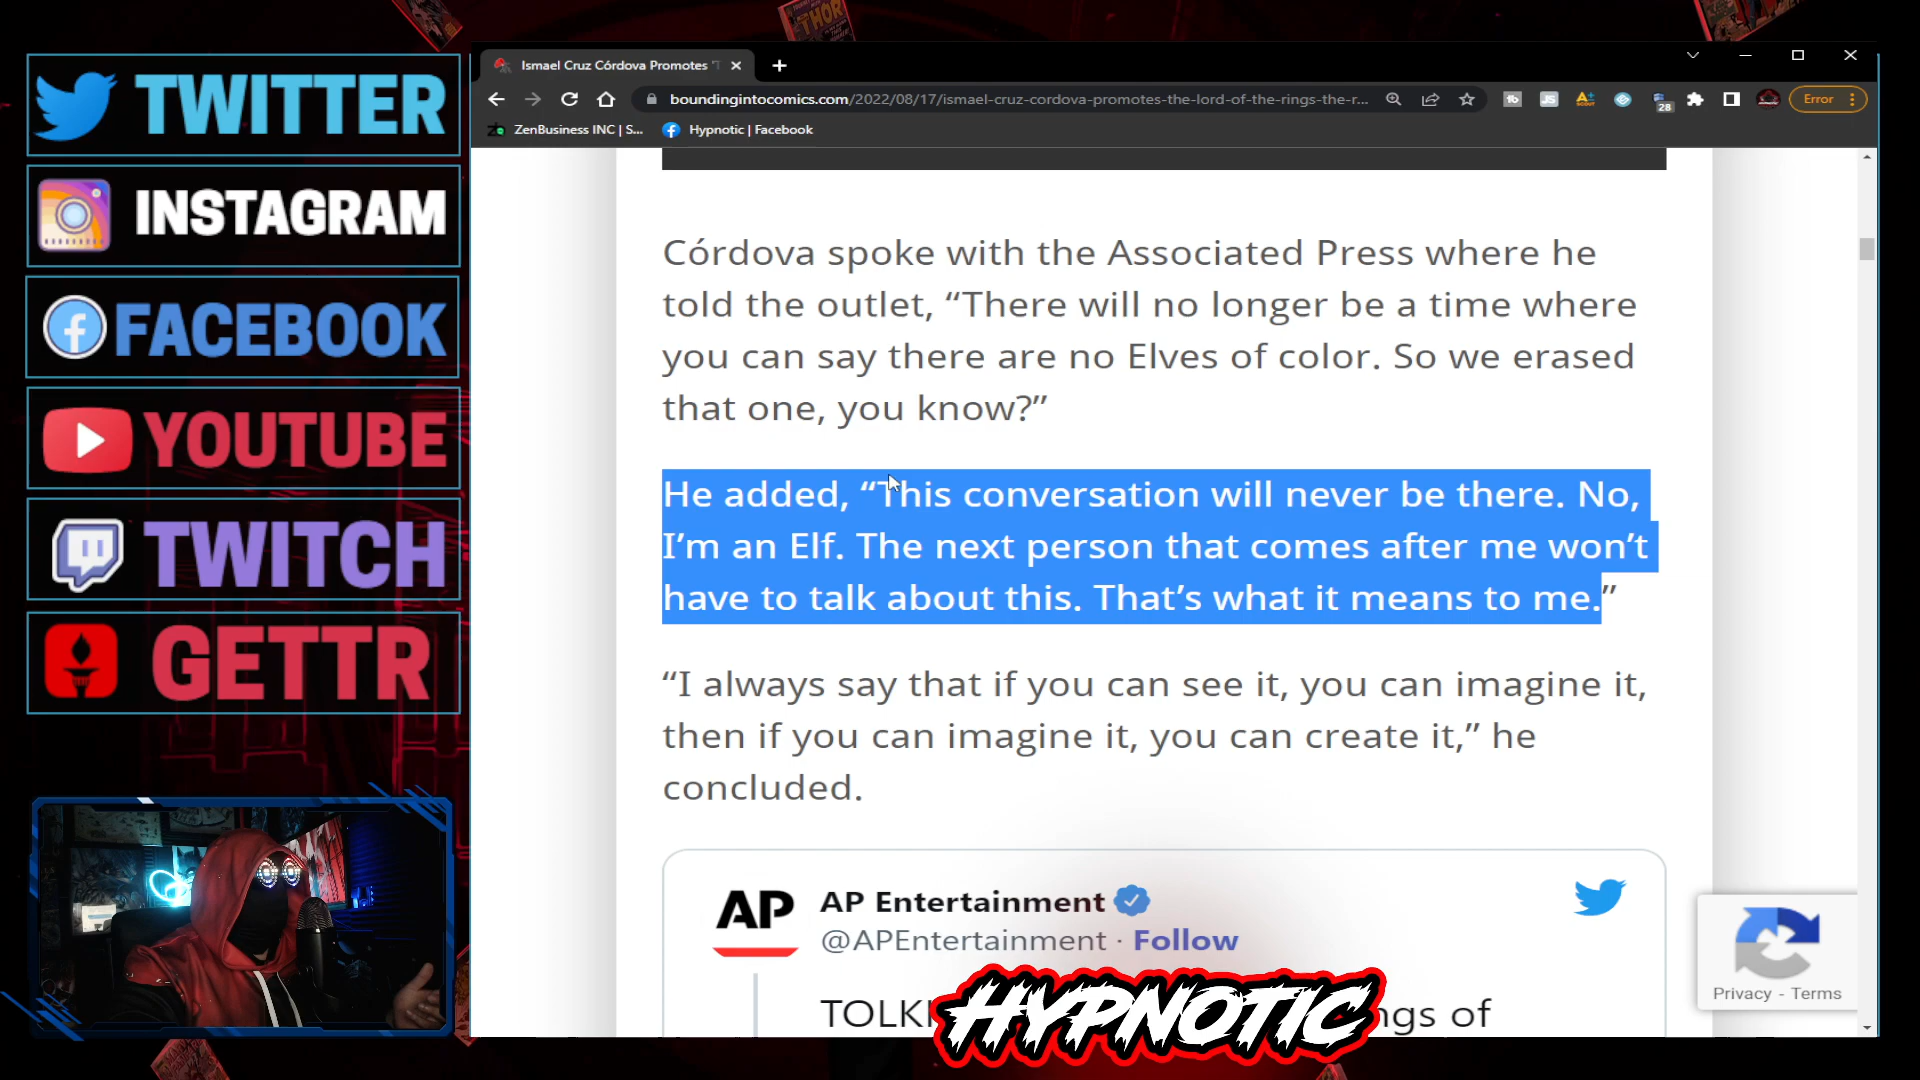 THOR
TWITTER
INSTAGRAM
FACEBOOK
YOUTUBE
TWITCH
GETTR
Ismael Cruz Córdova Promotes 'T
boundingintocomics.com/2022/08/17/ismael-cruz-cordova-promotes-the-lord-of-the-rings-the-r...
28
Error
ZenBusiness INC | S...
Hypnotic | Facebook
Córdova spoke with the Associated Press where he
told the outlet, “There will no longer be a time where
you can say there are no Elves of color. So we erased
that one, you know?”
He added, “This conversation will never be there. No,
I’m an Elf. The next person that comes after me won’t
have to talk about this. That’s what it means to me.”
“I always say that if you can see it, you can imagine it,
then if you can imagine it, you can create it,” he
concluded.
AP
AP Entertainment
@APEntertainment · Follow
TOLKI
ngs of
HYPNOTIC
Privacy - Terms